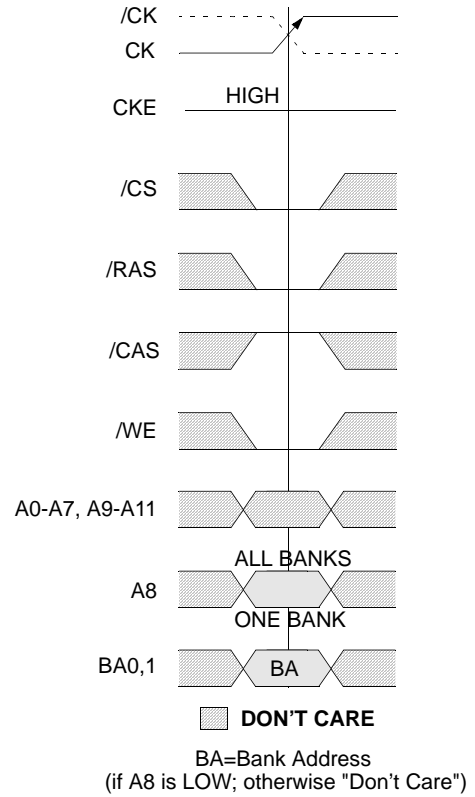 /CK
CK
CKE HIGH
/CS
/RAS
/CAS
/WE
A0-A7, A9-A11
ALL BANKS
A8
ONE BANK
BA0,1 BA
DON'T CARE
BA=Bank Address
(if A8 is LOW; otherwise "Don't Care")